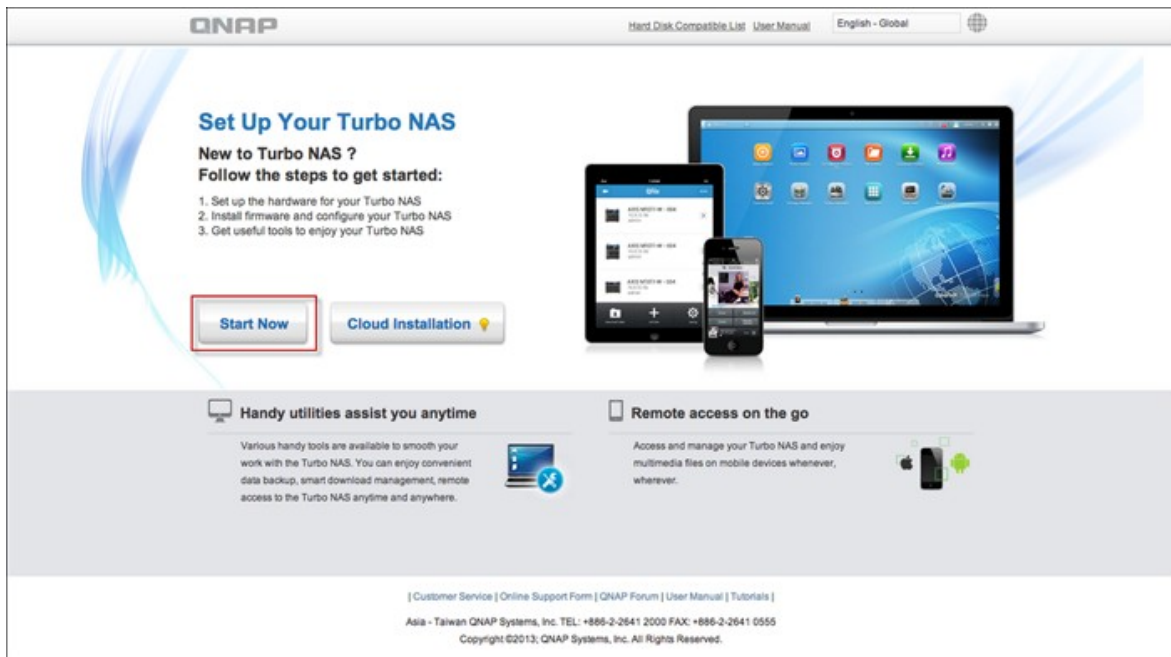 QNAP
Hard Disk Compatible List User Manual English - Global
Set Up Your Turbo NAS
New to Turbo NAS ?
Follow the steps to get started:
1. Set up the hardware for your Turbo NAS
2. Install firmware and configure your Turbo NAS
3. Get useful tools to enjoy your Turbo NAS
Start Now
Cloud Installation
Qfile
Handy utilities assist you anytime
Various handy tools are available to smooth your
work with the Turbo NAS. You can enjoy convenient
data backup, smart download management, remote
access to the Turbo NAS anytime and anywhere.
Remote access on the go
Access and manage your Turbo NAS and enjoy
multimedia files on mobile devices whenever,
wherever.
| Customer Service | Online Support Form | QNAP Forum | User Manual | Tutorials |
Asia - Taiwan QNAP Systems, Inc. TEL: +886-2-2641 2000 FAX: +886-2-2641 0555
Copyright ©2013; QNAP Systems, Inc. All Rights Reserved.